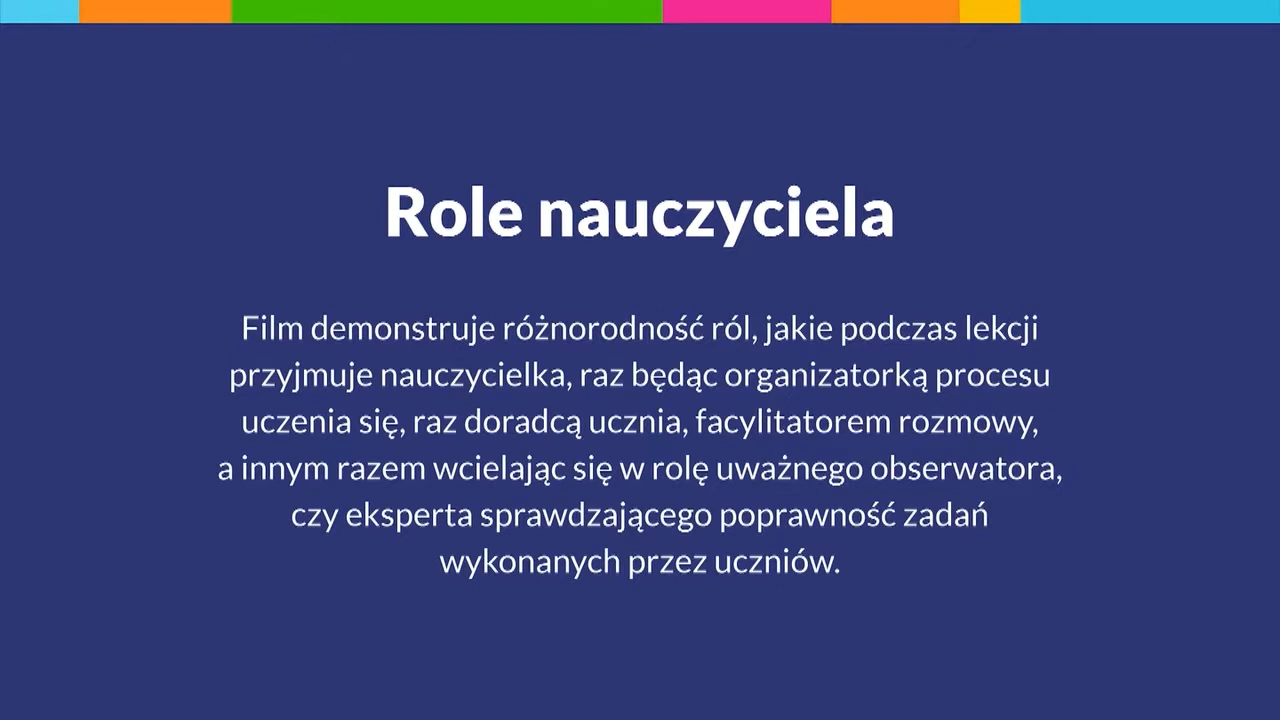 Role nauczyciela
Film demonstruje różnorodność ról, jakie podczas lekcji
przyjmuje nauczycielka, raz będąc organizatorką procesu
uczenia się, raz doradcą ucznia, facylitatorem rozmowy,
a innym razem wcielając się w rolę uważnego obserwatora,
czy eksperta sprawdzającego poprawność zadań
wykonanych przez uczniów.